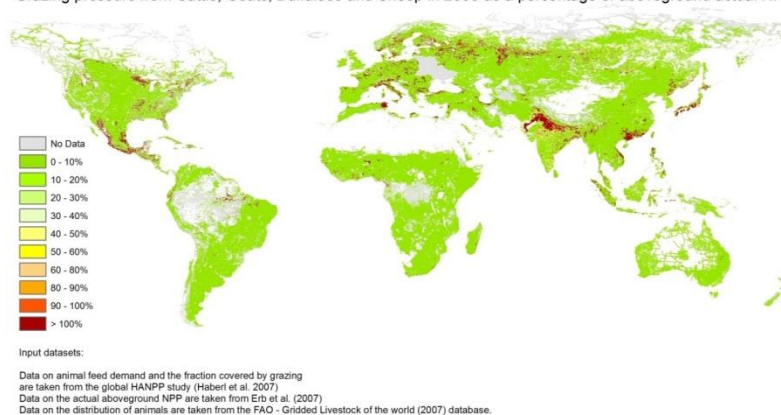 No Data
0 - 10%
10 - 20%
20 - 30%
30 - 40%
40 - 50%
50 - 60%
60 - 80%
80 - 90%
90 - 100%
> 100%
Input datasets:
Data on animal feed demand and the fraction covered by grazing
are taken from the global HANPP study (Haberl et al. 2007)
Data on the actual aboveground NPP are taken from Erb et al. (2007)
Data on the distribution of animals are taken from the FAO - Gridded Livestock of the world (2007) database.